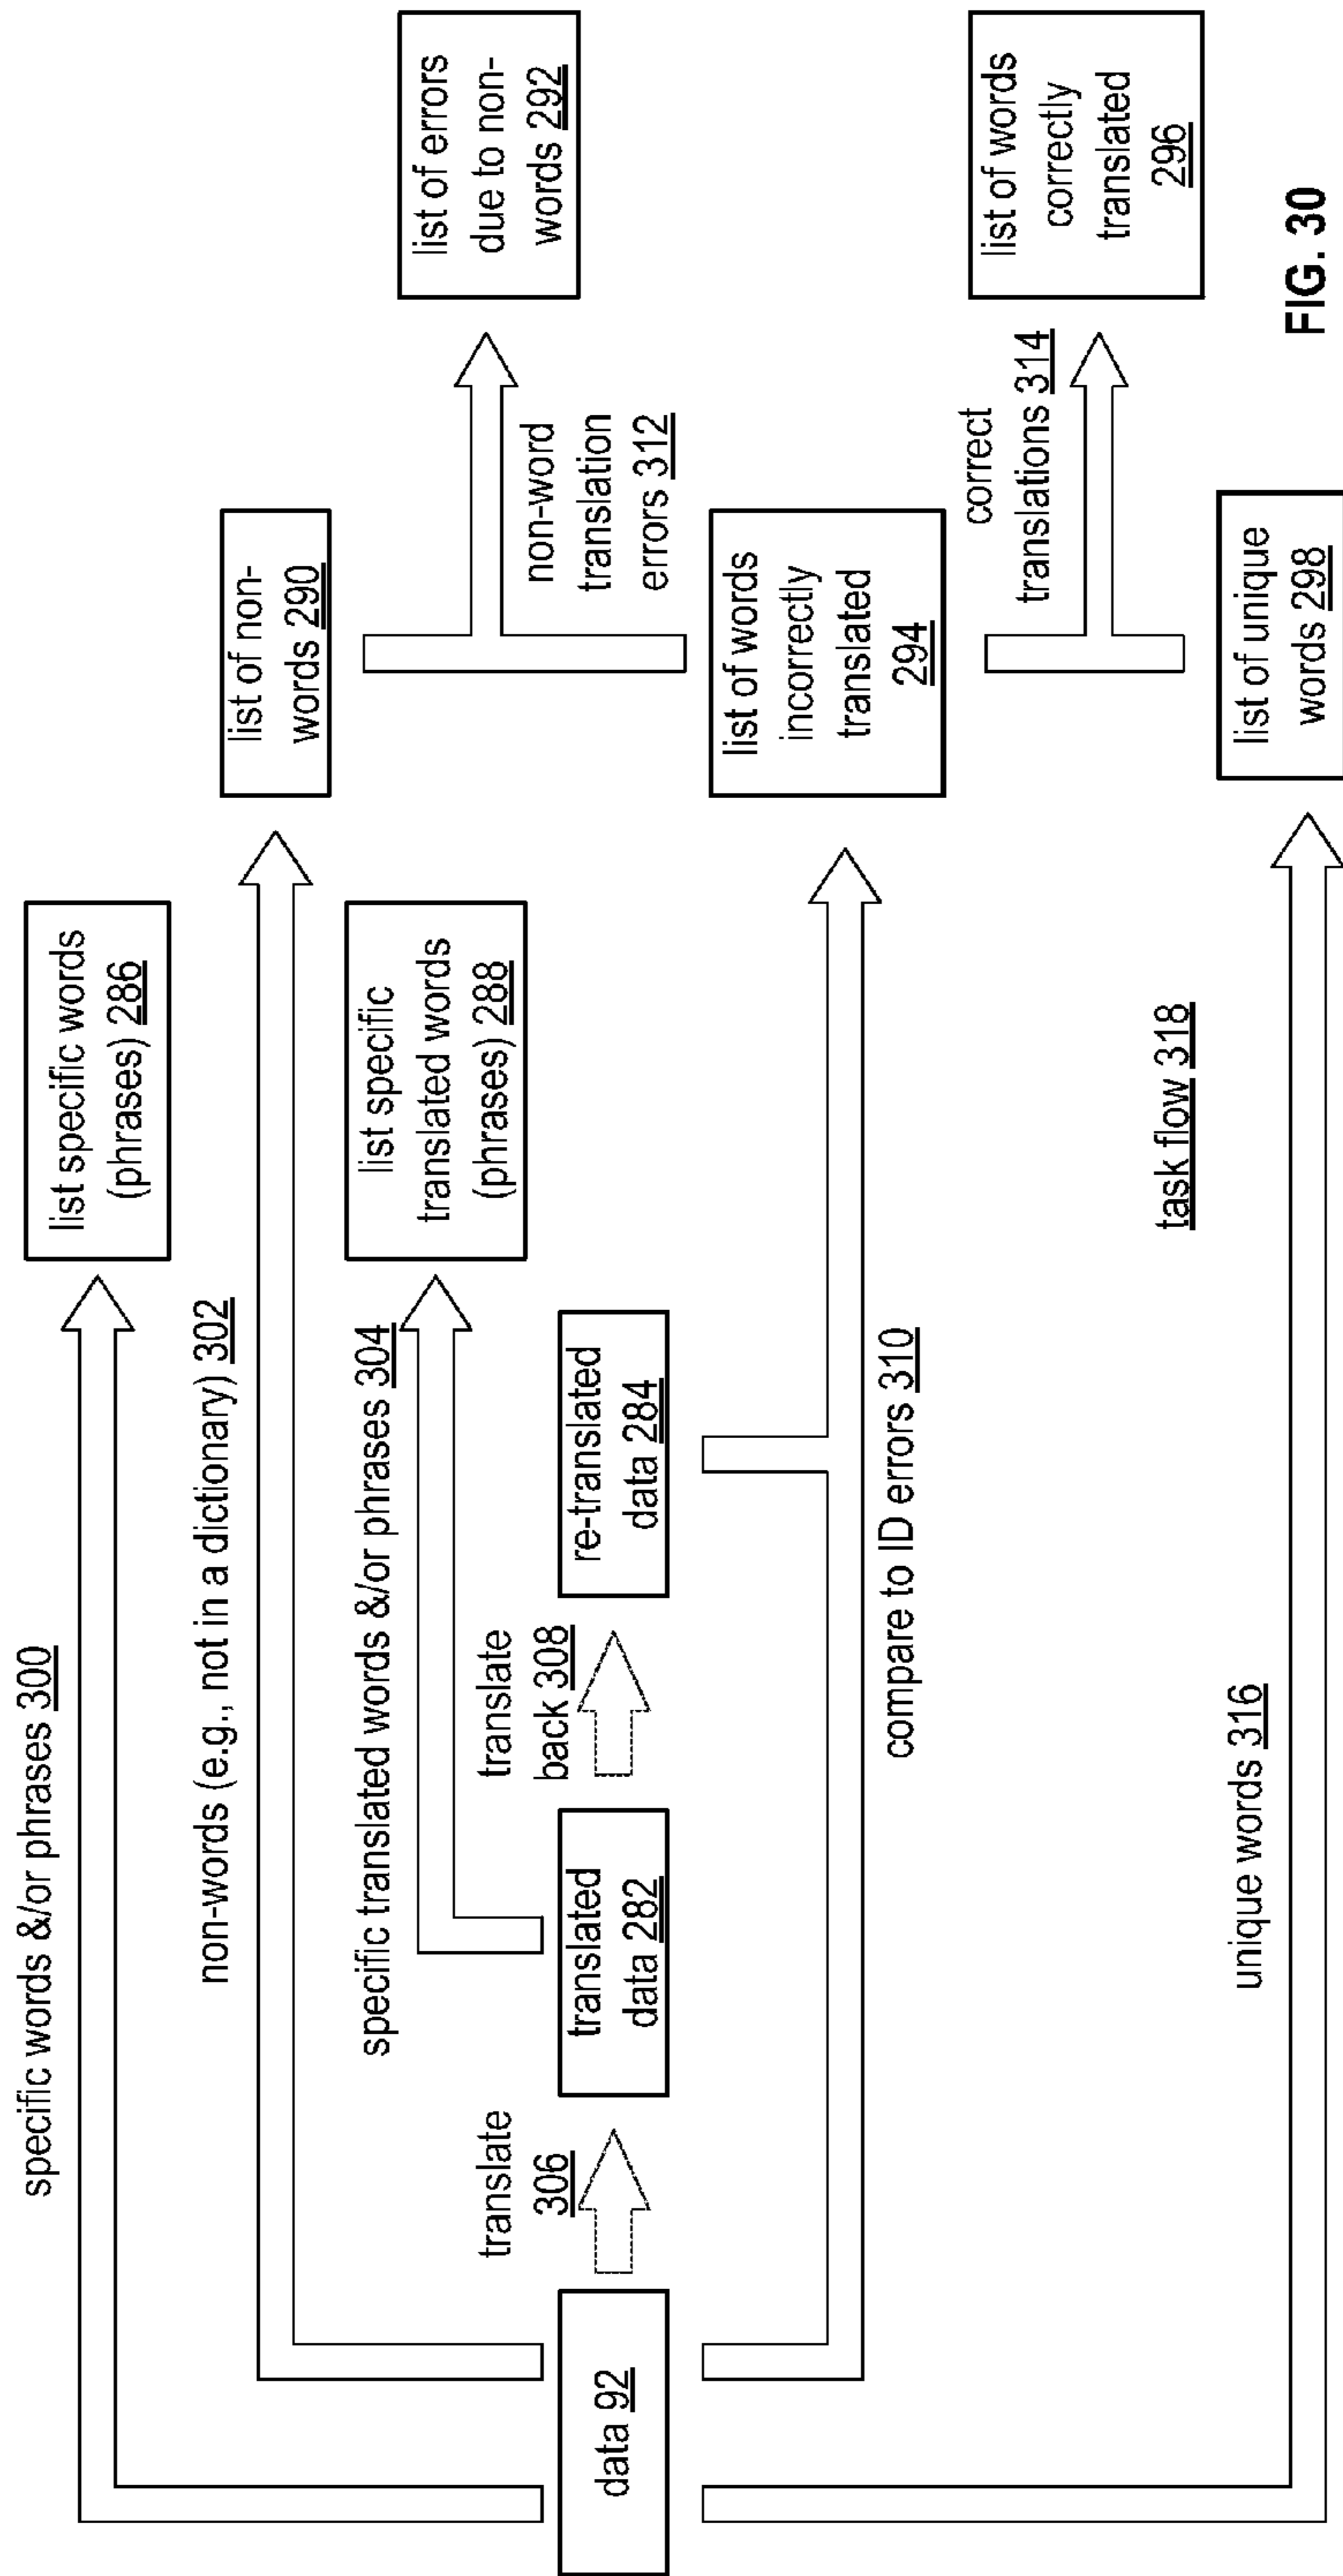 specific words &/or phrases 300
list specific words
(phrases) 286
non-words (e.g., not in a dictionary) 302
list of non-
words 290
specific translated words &/or phrases 304
list specific
translated words
(phrases) 288
list of errors
due to non-
words 292
non-word
translation
errors 312
data 92
translate
306
translated
data 282
translate
back 308
re-translated
data 284
compare to ID errors 310
list of words
incorrectly
translated
294
correct
translations 314
list of words
correctly
translated
296
unique words 316
task flow 318
list of unique
words 298
FIG. 30